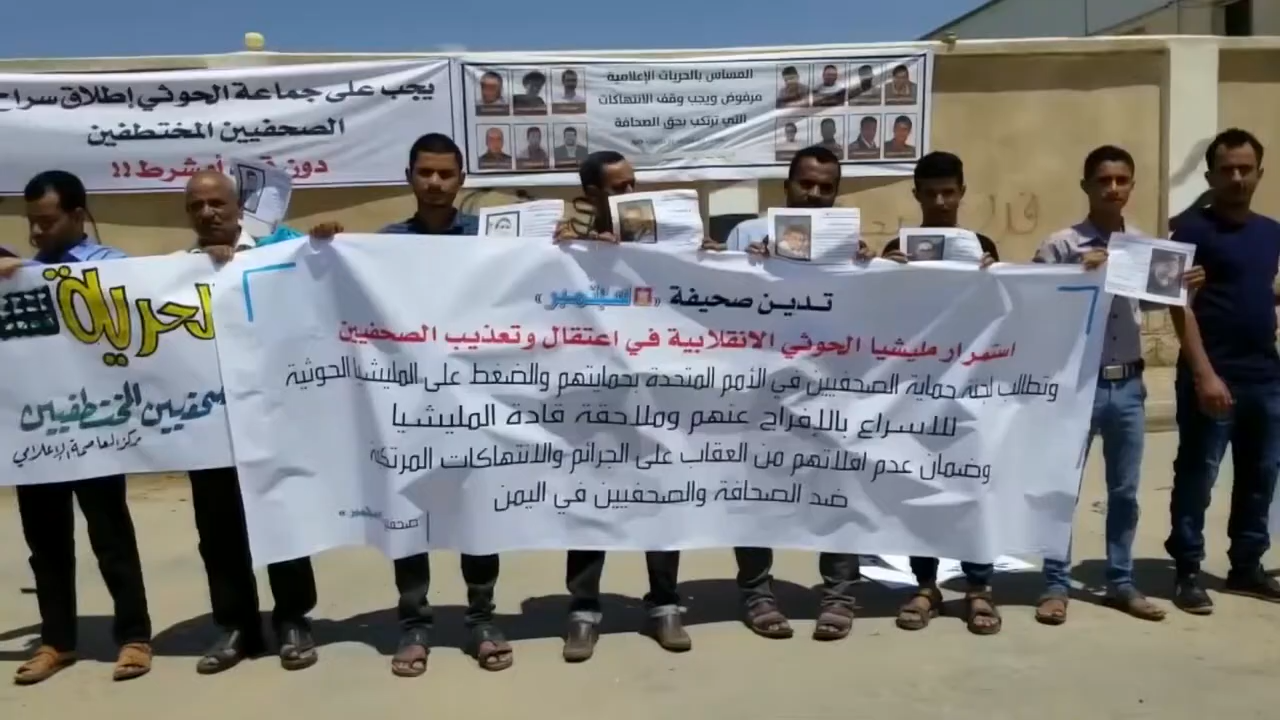 يجب على جماعة الحوثي إطلاق سراح
الصحفيين المختطفين
دون أو شرط !!
المساس بالحريات الإعلامية
مرفوض ويجب وقف الانتهاكات
التي ترتكب بحق الصحافة
الحرية
للصحفيين المختطفين
مركز العاصمة الإعلامي
تدين صحيفة «26 سبتمبر»
استمرار مليشيا الحوثي الانقلابية في اعتقال وتعذيب الصحفيين
وتطالب لجنة حماية الصحفيين في الأمم المتحدة بحمايتهم والضغط على المليشيا الحوثية
للاسراع بالإفراج عنهم وملاحقة قادة المليشيا
وضمان عدم افلاتهم من العقاب على الجرائم والانتهاكات المرتكبة
ضد الصحافة والصحفيين في اليمن